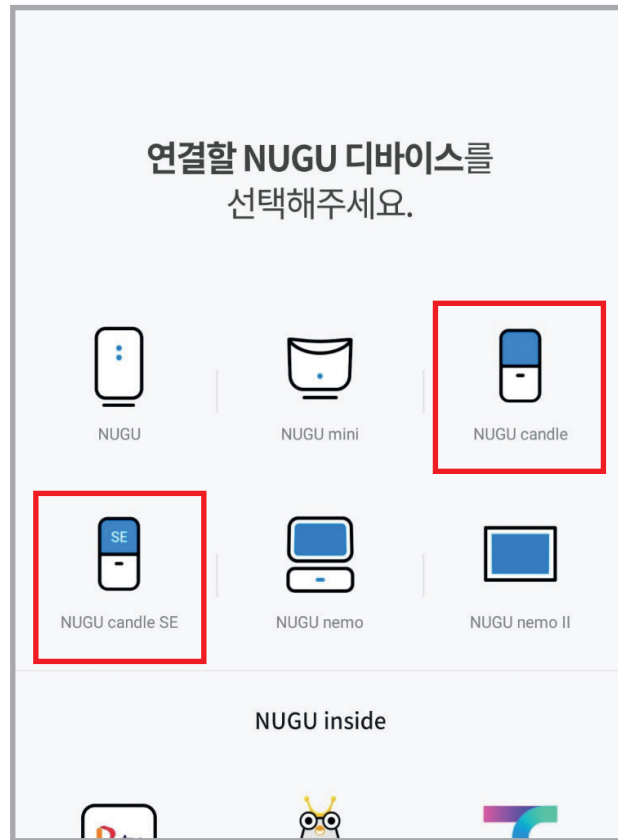 연결할 NUGU 디바이스를
선택해주세요.
NUGU
NUGU mini
NUGU candle
SE
NUGU candle SE
NUGU nemo
NUGU nemo II
NUGU inside